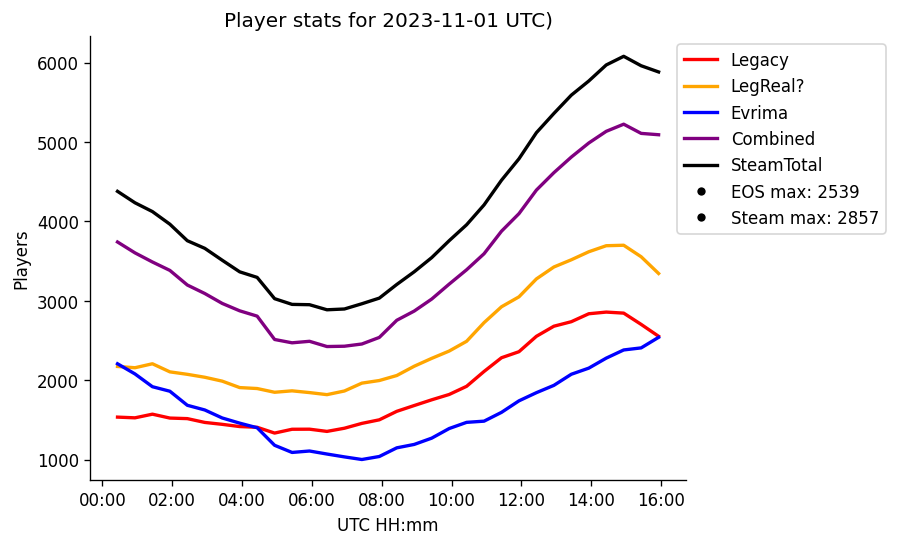 Player stats for 2023-11-01 UTC)
Players
6000
5000
4000
3000
2000
1000
00:00 02:00 04:00 06:00 08:00 10:00 12:00 14:00 16:00
UTC HH:mm
Legacy
LegReal?
Evrima
Combined
SteamTotal
EOS max: 2539
Steam max: 2857